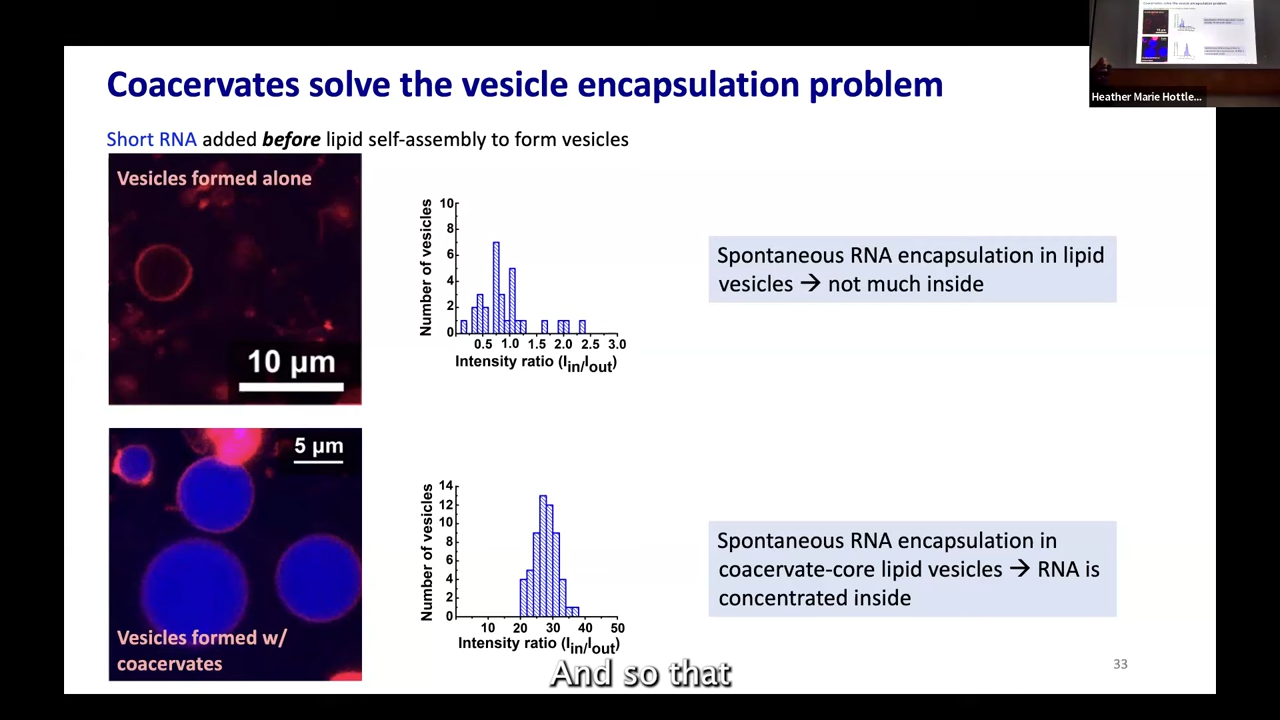 Coacervates solve the vesicle encapsulation problem
Heather Marie Hottle...
Short RNA added before lipid self-assembly to form vesicles
Vesicles formed alone
10 µm
Number of vesicles
10
8
6
4
2
0
0.5 1.0 1.5 2.0 2.5 3.0
Intensity ratio (Iin/Iout)
Spontaneous RNA encapsulation in lipid
vesicles → not much inside
5 µm
Vesicles formed w/
coacervates
Number of vesicles
14
12
10
8
6
4
2
0
10 20 30 40 50
Intensity ratio (Iin/Iout)
Spontaneous RNA encapsulation in
coacervate-core lipid vesicles → RNA is
concentrated inside
33
And so that